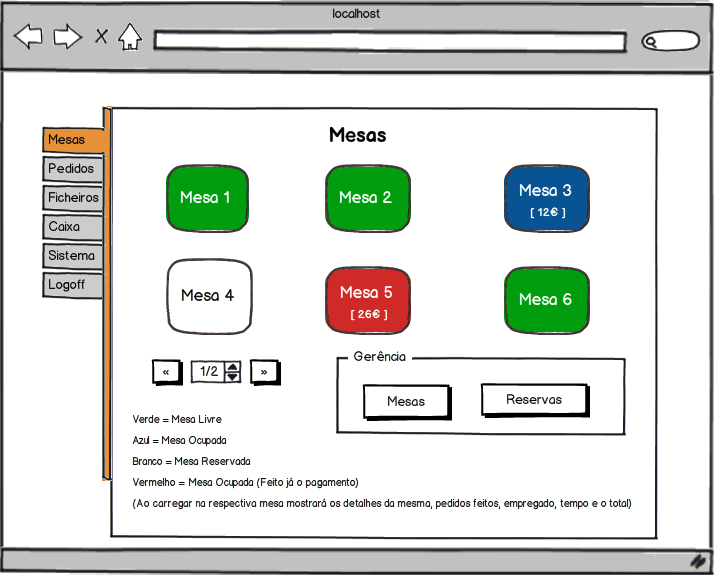 localhost
Mesas
Pedidos
Ficheiros
Caixa
Sistema
Logoff
Mesas
Mesa 1
Mesa 2
Mesa 3
[ 12€ ]
Mesa 4
Mesa 5
[ 26€ ]
Mesa 6
«
1/2
»
Gerência
Mesas
Reservas
Verde = Mesa Livre
Azul = Mesa Ocupada
Branco = Mesa Reservada
Vermelho = Mesa Ocupada (Feito já o pagamento)
(Ao carregar na respectiva mesa mostrará os detalhes da mesma, pedidos feitos, empregado, tempo e o total)